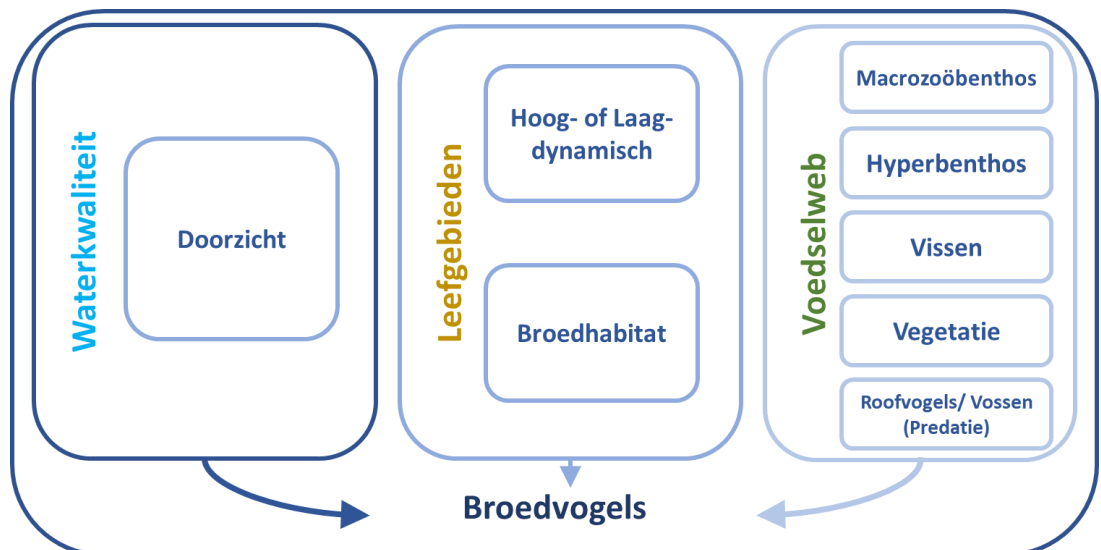 Waterkwaliteit
Doorzicht
Leefgebieden
Hoog- of Laag-
dynamisch
Broedhabitat
Voedselweb
Macrozoöbenthos
Hyperbenthos
Vissen
Vegetatie
Roofvogels/ Vossen
(Predatie)
Broedvogels